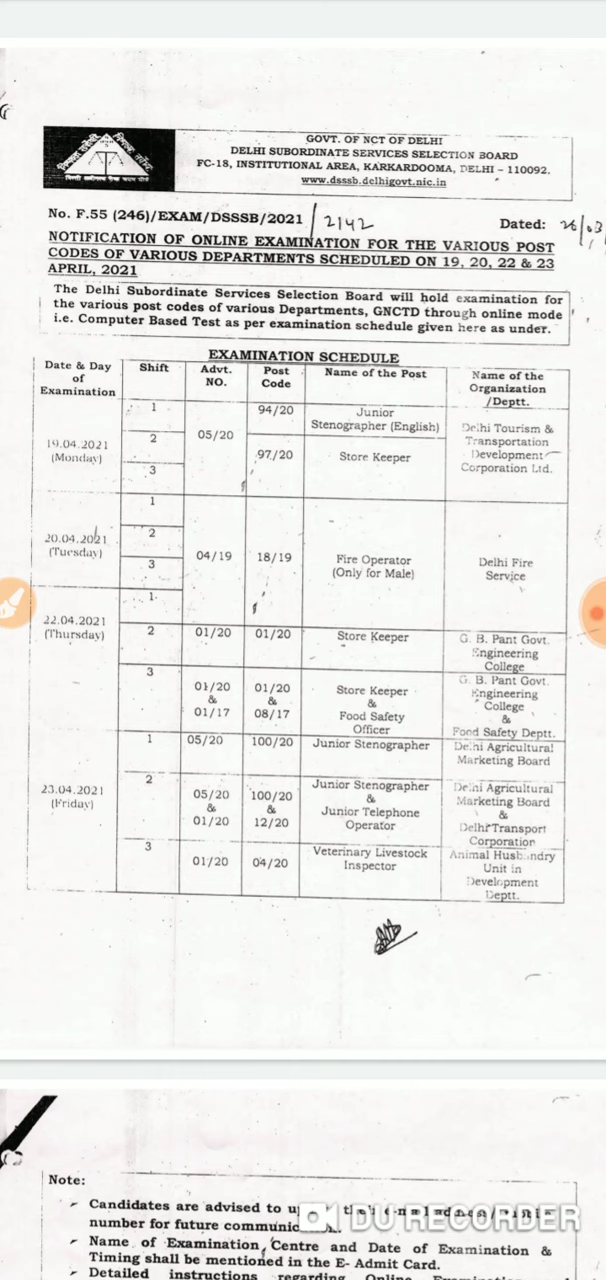 GOVT. OF NCT OF DELHI
DELHI SUBORDINATE SERVICES SELECTION BOARD
FC-18, INSTITUTIONAL AREA, KARKARDOOMA, DELHI – 110092.
www.dsssb.delhigovt.nic.in
No. F.55 (246)/EXAM/DSSSB/2021/2142 Dated: 26/03/
NOTIFICATION OF ONLINE EXAMINATION FOR THE VARIOUS POST
CODES OF VARIOUS DEPARTMENTS SCHEDULED ON 19, 20, 22 & 23
APRIL, 2021
The Delhi Subordinate Services Selection Board will hold examination for
the various post codes of various Departments, GNCTD through online mode
i.e. Computer Based Test as per examination schedule given here as under.
EXAMINATION SCHEDULE
Date & Day of Examination Shift Advt. NO. Post Code Name of the Post Name of the Organization /Deptt.
19.04.2021 (Monday)
1 05/20 94/20 Junior Stenographer (English) Delhi Tourism & Transportation Development Corporation Ltd.
2 97/20 Store Keeper
3
20.04.2021 (Tuesday)
1
2
3 04/19 18/19 Fire Operator (Only for Male) Delhi Fire Service
22.04.2021 (Thursday)
1
2 01/20 01/20 Store Keeper G. B. Pant Govt. Engineering College
3 01/20 & 01/17 01/20 & 08/17 Store Keeper & Food Safety Officer G. B. Pant Govt. Engineering College & Food Safety Deptt.
23.04.2021 (Friday)
1 05/20 100/20 Junior Stenographer Delhi Agricultural Marketing Board
2 05/20 & 01/20 100/20 & 12/20 Junior Stenographer & Junior Telephone Operator Delhi Agricultural Marketing Board & Delhi Transport Corporation
3 01/20 04/20 Veterinary Livestock Inspector Animal Husbandry Unit in Development Deptt.
Note:
Candidates are advised to
number for future
DU RECORDER
Name of Examination Centre and Date of Examination &
Timing shall be mentioned in the E- Admit Card.
Detailed instructions regarding Online